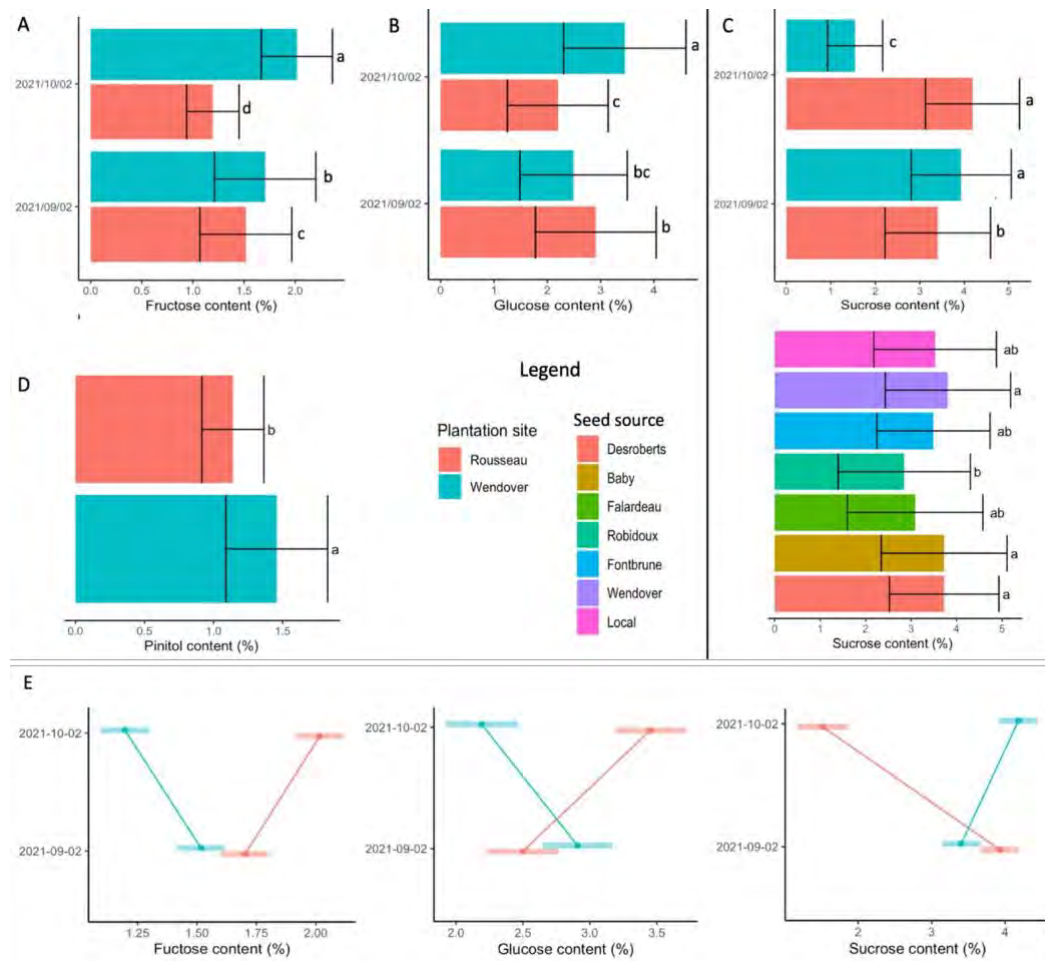 A
a
2021/10/02
d
b
2021/09/02
c
0.0 0.5 1.0 1.5 2.0
Fructose content (%)
B
a
2021/10/02
c
bc
2021/09/02
b
0 1 2 3 4
Glucose content (%)
C
c
2021/10/02
a
a
2021/09/02
b
0 1 2 3 4 5
Sucrose content (%)
ab
a
ab
b
ab
a
a
0 1 2 3 4 5
Sucrose content (%)
D
b
a
0.0 0.5 1.0 1.5
Pinitol content (%)
Legend
Plantation site
Rousseau
Wendover
Seed source
Desroberts
Baby
Falardeau
Robidoux
Fontbrune
Wendover
Local
E
2021-10-02
2021-09-02
1.25 1.50 1.75 2.00
Fuctose content (%)
2021-10-02
2021-09-02
2.0 2.5 3.0 3.5
Glucose content (%)
2021-10-02
2021-09-02
2 3 4
Sucrose content (%)